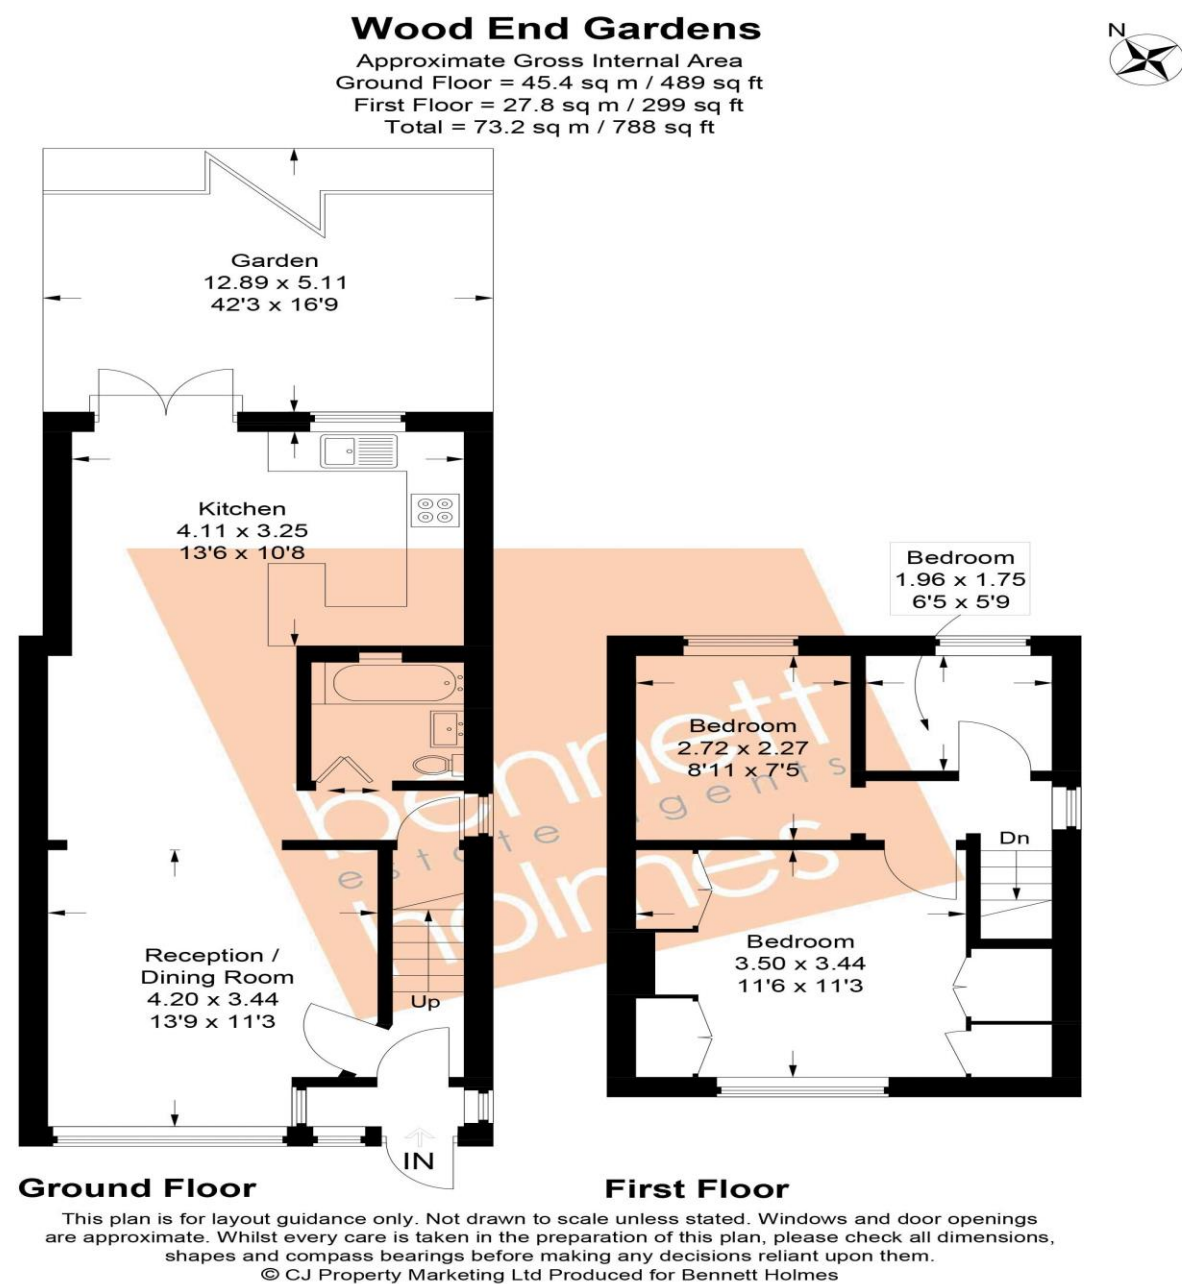 Wood End Gardens
Approximate Gross Internal Area
Ground Floor = 45.4 sq m / 489 sq ft
First Floor = 27.8 sq m / 299 sq ft
Total = 73.2 sq m / 788 sq ft
N
Garden
12.89 x 5.11
42'3 x 16'9
Kitchen
4.11 x 3.25
13'6 x 10'8
Bedroom
1.96 x 1.75
6'5 x 5'9
Bedroom
2.72 x 2.27
8'11 x 7'5
bennett
estate agents
holmes
Dn
Reception /
Dining Room
4.20 x 3.44
13'9 x 11'3
Up
Bedroom
3.50 x 3.44
11'6 x 11'3
IN
Ground Floor
First Floor
This plan is for layout guidance only. Not drawn to scale unless stated. Windows and door openings
are approximate. Whilst every care is taken in the preparation of this plan, please check all dimensions,
shapes and compass bearings before making any decisions reliant upon them.
© CJ Property Marketing Ltd Produced for Bennett Holmes